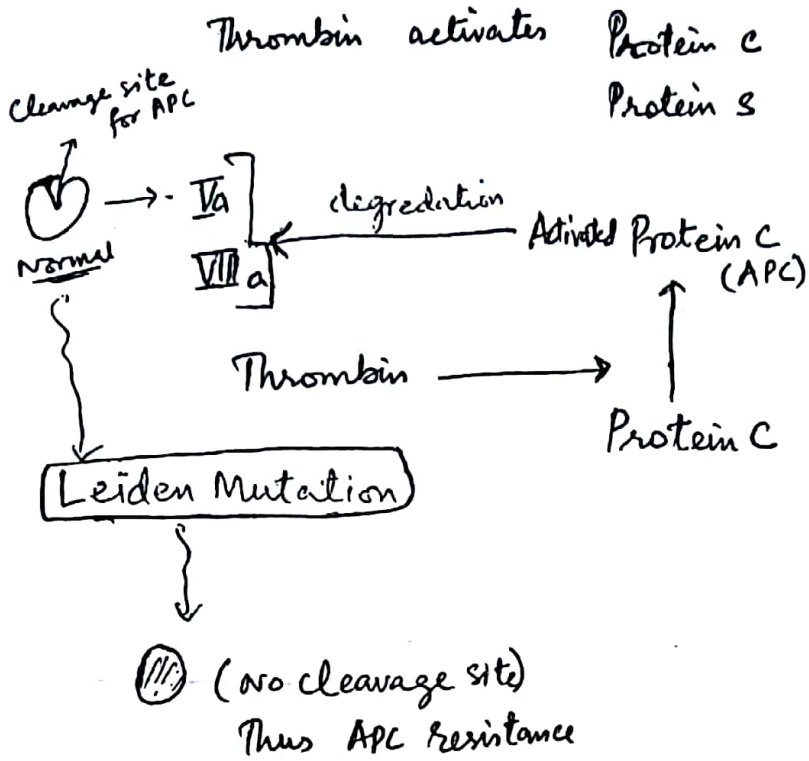 Thrombin activates Protein C
Protein S
Cleavage site
for APC
Normal
Va
VIII a
degredation
Activated Protein C
(APC)
Thrombin
Protein C
Leiden Mutation
(No cleavage site)
Thus APC resistance